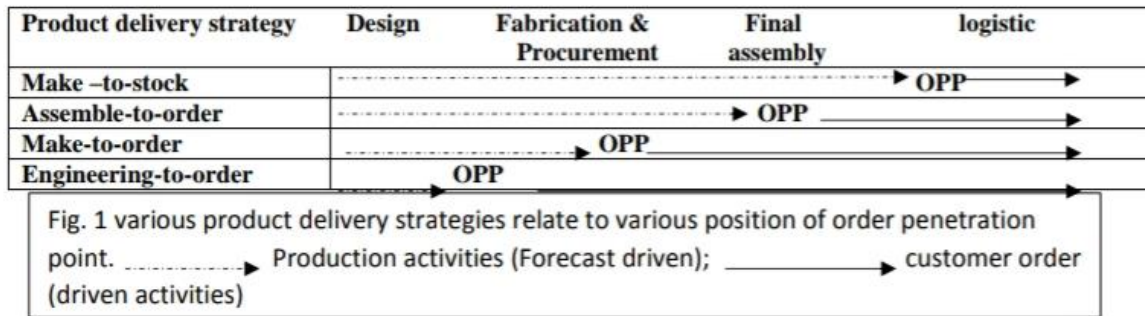 Product delivery strategy Design Fabrication & Final logistic
Procurement assembly
Make –to-stock OPP
Assemble-to-order OPP
Make-to-order OPP
Engineering-to-order OPP
Fig. 1 various product delivery strategies relate to various position of order penetration
point. Production activities (Forecast driven); customer order
(driven activities)